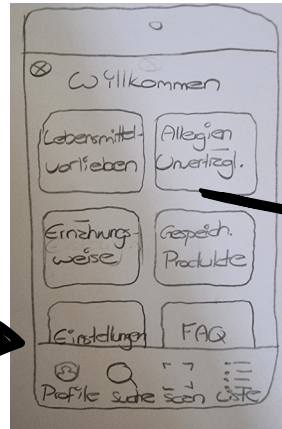 Willkommen
Lebensmittel-
vorlieben
Allergien
Unverträgl.
Ernährungs-
weise
Gespeich.
Produkte
Einstellungen
FAQ
Profile
Suche
Scan
Liste